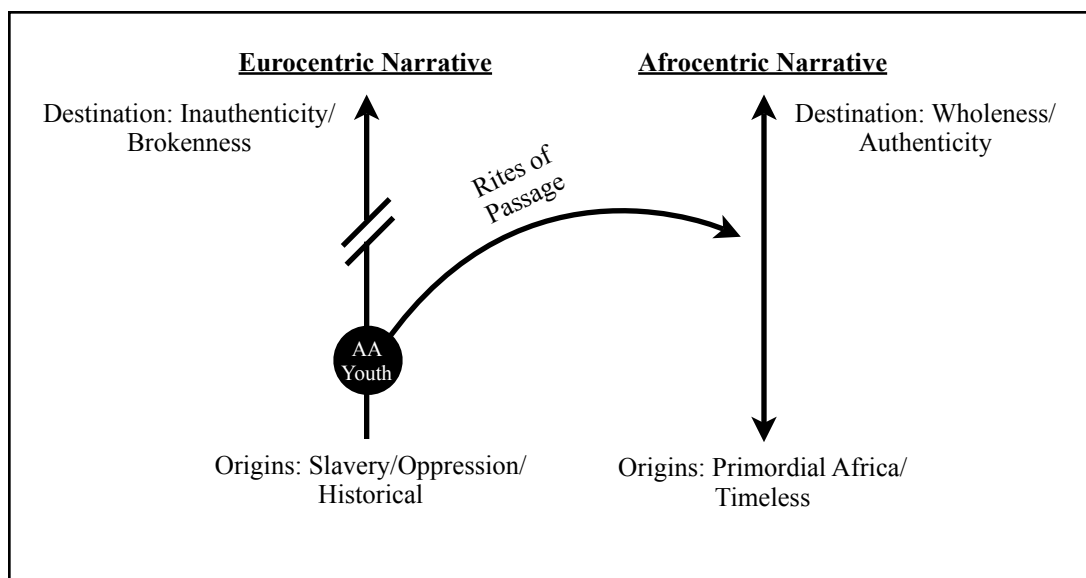 Eurocentric Narrative
Afrocentric Narrative
Destination: Inauthenticity/
Brokenness
Destination: Wholeness/
Authenticity
Rites of
Passage
AA
Youth
Origins: Slavery/Oppression/
Historical
Origins: Primordial Africa/
Timeless